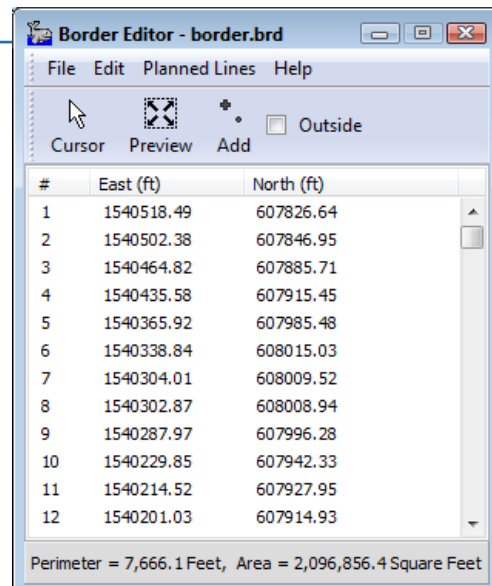 Border Editor - border.brd
File Edit Planned Lines Help
Cursor Preview Add Outside
# East (ft) North (ft)
1 1540518.49 607826.64
2 1540502.38 607846.95
3 1540464.82 607885.71
4 1540435.58 607915.45
5 1540365.92 607985.48
6 1540338.84 608015.03
7 1540304.01 608009.52
8 1540302.87 608008.94
9 1540287.97 607996.28
10 1540229.85 607942.33
11 1540214.52 607927.95
12 1540201.03 607914.93
Perimeter = 7,666.1 Feet, Area = 2,096,856.4 Square Feet